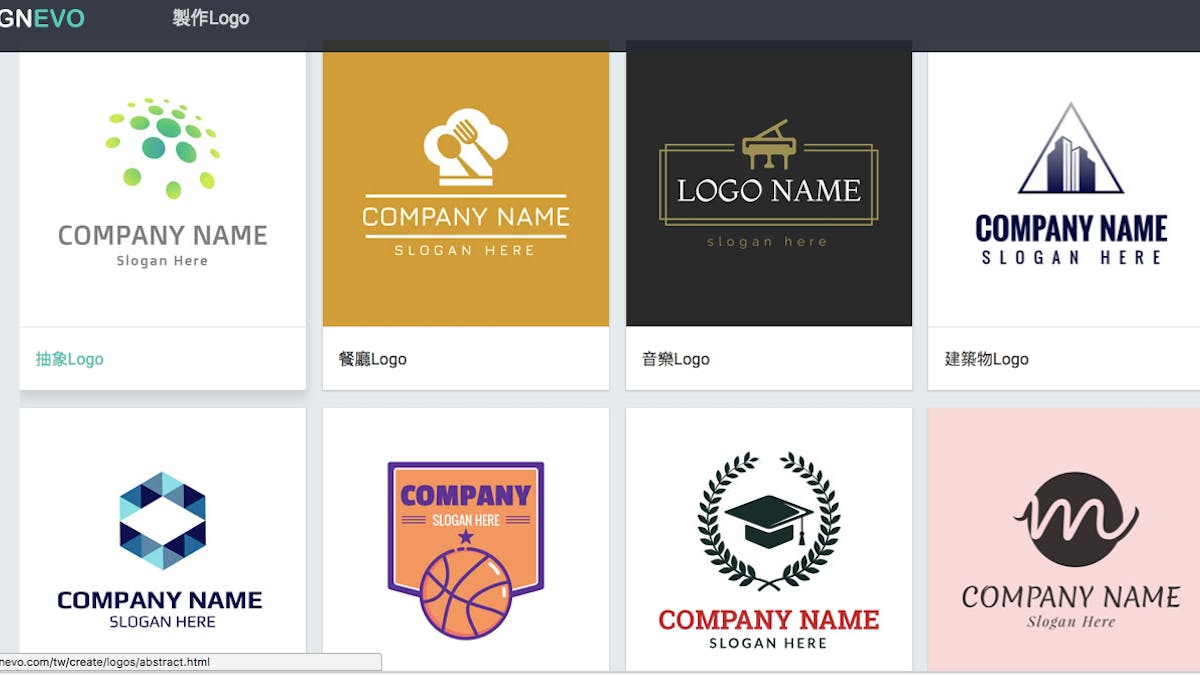 GNEVO
製作Logo
COMPANY NAME
Slogan Here
抽象Logo
COMPANY NAME
SLOGAN HERE
餐廳Logo
LOGO NAME
slogan here
音樂Logo
COMPANY NAME
SLOGAN HERE
建築物Logo
COMPANY NAME
SLOGAN HERE
COMPANY
SLOGAN HERE
COMPANY NAME
SLOGAN HERE
m
COMPANY NAME
Slogan Here
nevo.com/tw/create/logos/abstract.html